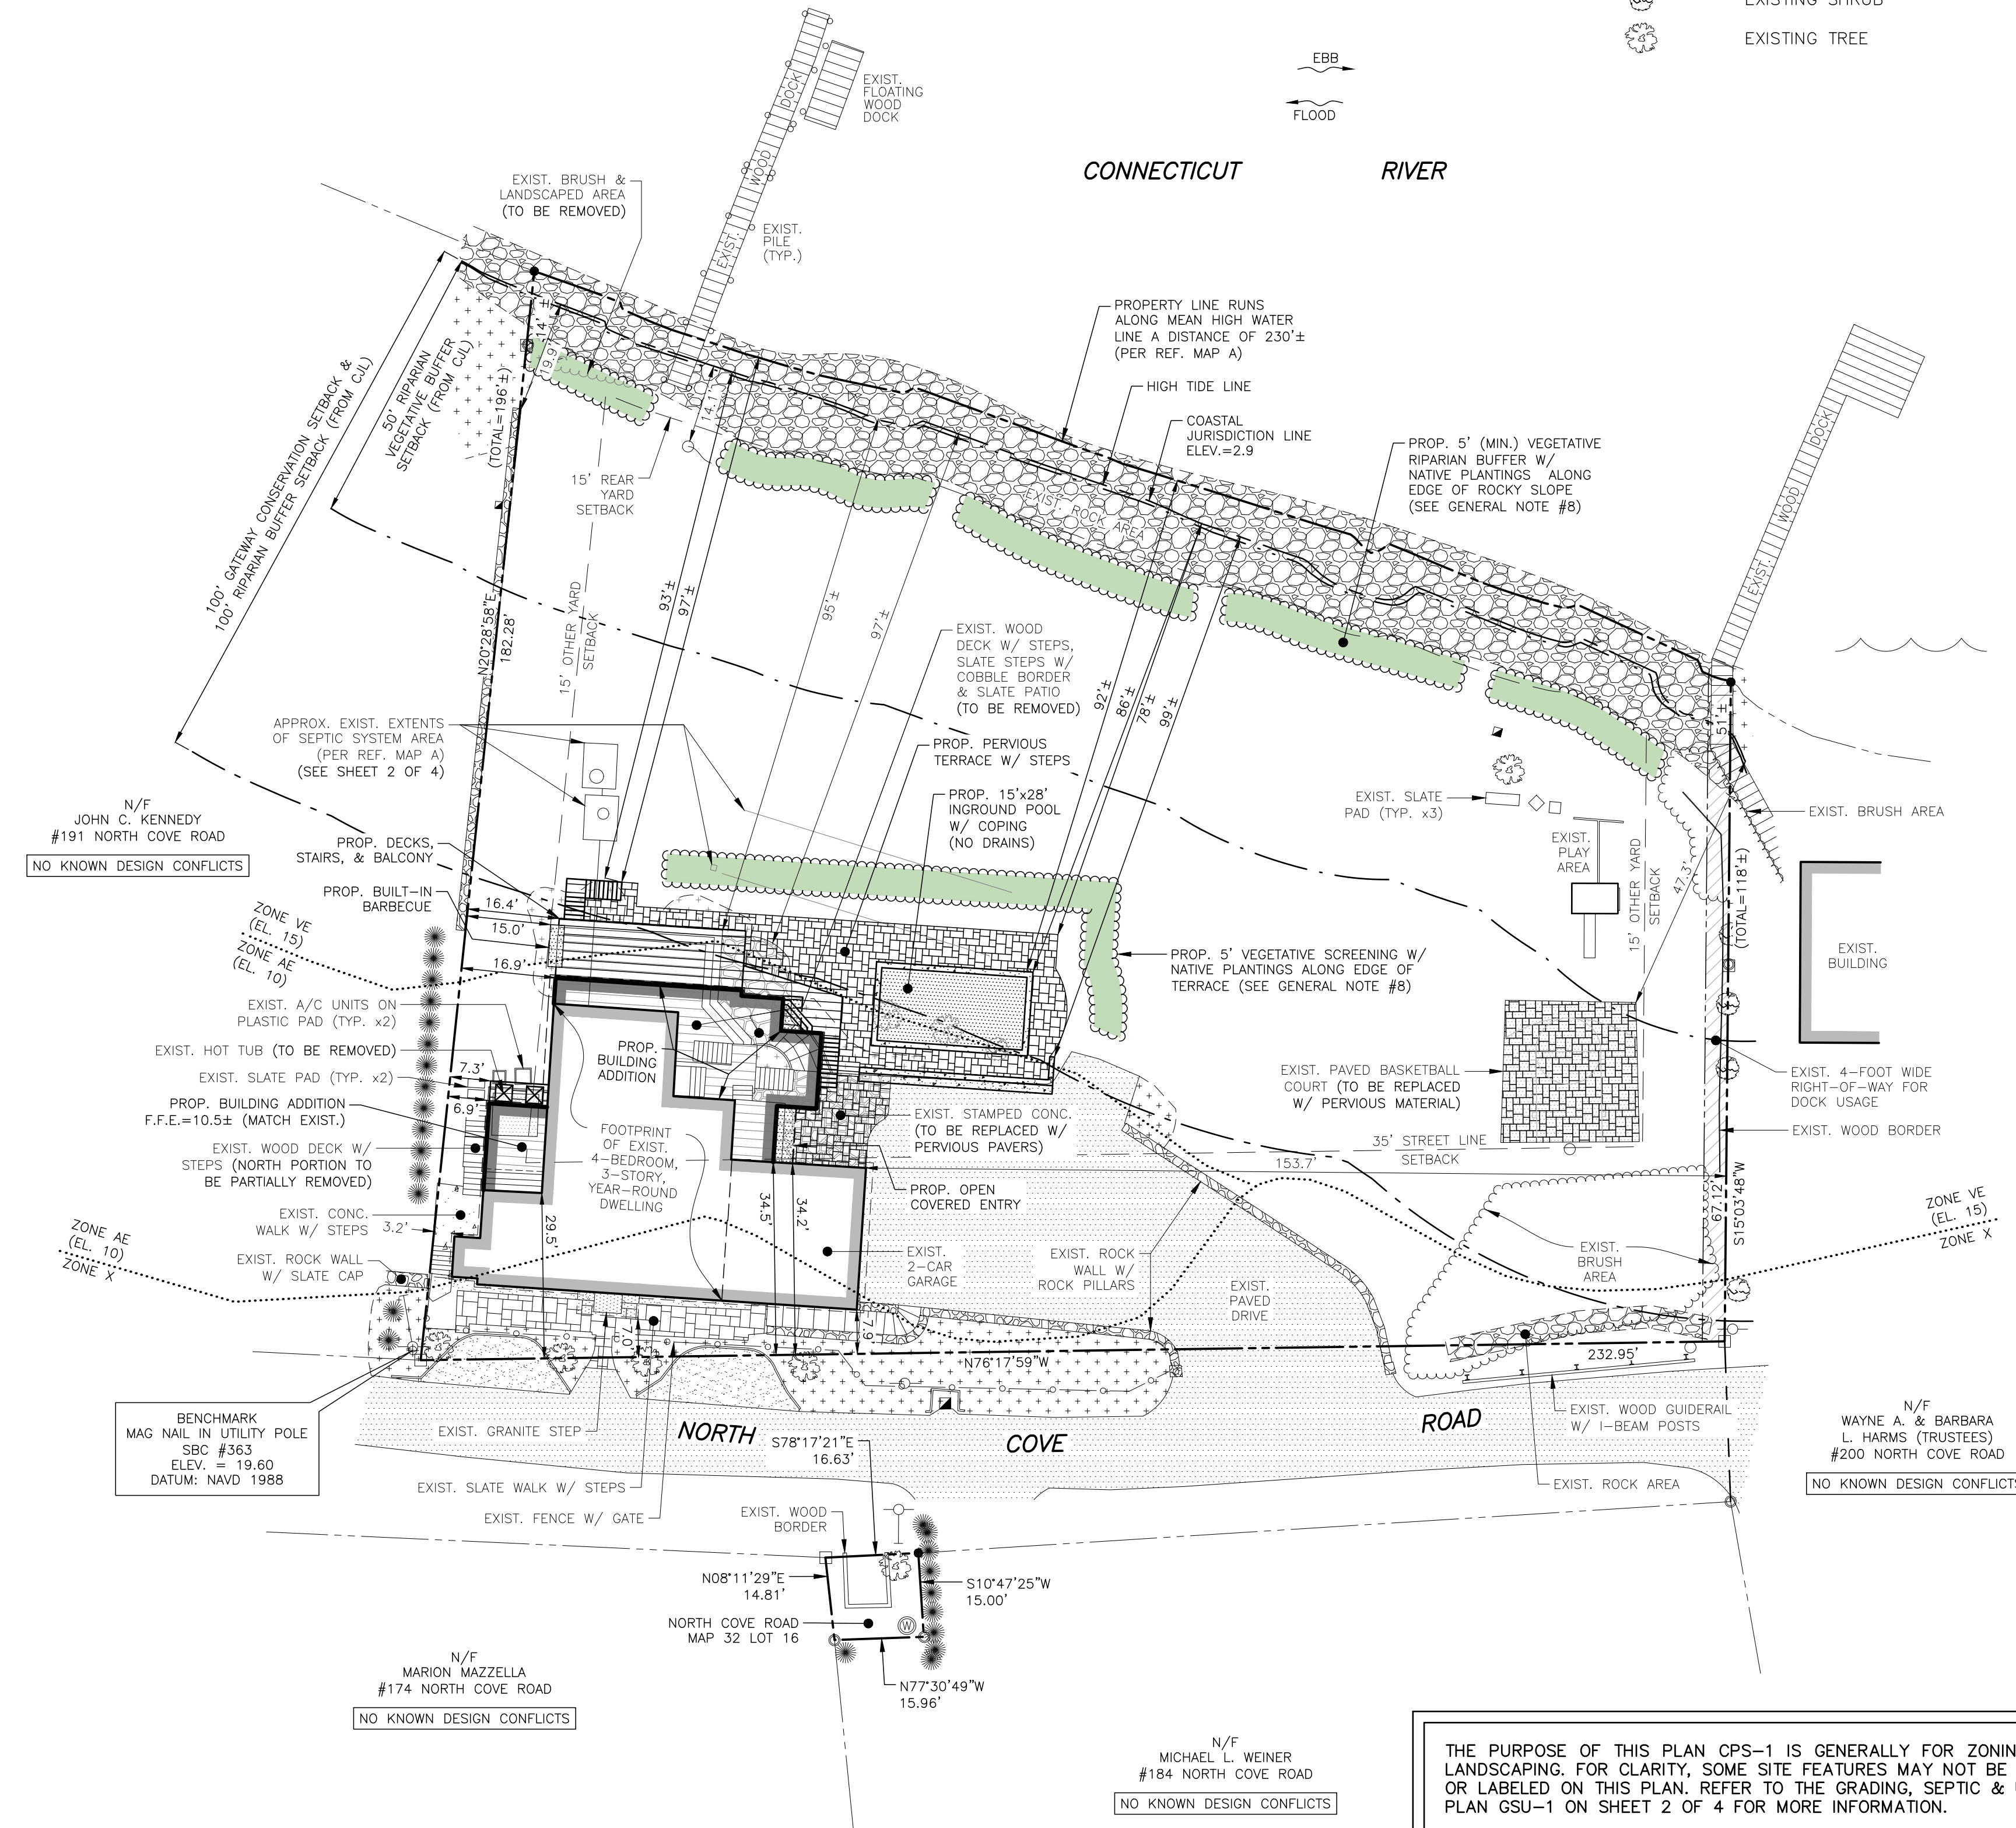 EXISTING SHRUB
EXISTING TREE
EBB
FLOOD
CONNECTICUT RIVER
EXIST.
FLOATING
WOOD
DOCK
EXIST. WOOD DOCK
EXIST.
PILE
(TYP.)
EXIST. BRUSH &
LANDSCAPED AREA
(TO BE REMOVED)
PROPERTY LINE RUNS
ALONG MEAN HIGH WATER
LINE A DISTANCE OF 230'±
(PER REF. MAP A)
HIGH TIDE LINE
COASTAL
JURISDICTION LINE
ELEV.=2.9
PROP. 5' (MIN.) VEGETATIVE
RIPARIAN BUFFER W/
NATIVE PLANTINGS ALONG
EDGE OF ROCKY SLOPE
(SEE GENERAL NOTE #8)
EXIST. WOOD DOCK
EXIST. ROCK AREA
100' GATEWAY CONSERVATION SETBACK &
100' RIPARIAN BUFFER SETBACK (FROM CJL)
50' RIPARIAN
VEGETATIVE BUFFER
SETBACK (FROM CJL)
14'±
9.9'
14.1'
(TOTAL=196'±)
N20°28'58"E
182.28'
15' REAR
YARD
SETBACK
15' OTHER YARD
SETBACK
93'±
97'±
95'±
97'±
92'±
86'±
78'±
99'±
EXIST. WOOD
DECK W/ STEPS,
SLATE STEPS W/
COBBLE BORDER
& SLATE PATIO
(TO BE REMOVED)
PROP. PERVIOUS
TERRACE W/ STEPS
PROP. 15'x28'
INGROUND POOL
W/ COPING
(NO DRAINS)
APPROX. EXIST. EXTENTS
OF SEPTIC SYSTEM AREA
(PER REF. MAP A)
(SEE SHEET 2 OF 4)
N/F
JOHN C. KENNEDY
#191 NORTH COVE ROAD
NO KNOWN DESIGN CONFLICTS
PROP. DECKS,
STAIRS, & BALCONY
PROP. BUILT-IN
BARBECUE
16.4'
15.0'
16.9'
ZONE VE
(EL. 15)
ZONE AE
(EL. 10)
EXIST. A/C UNITS ON
PLASTIC PAD (TYP. x2)
EXIST. HOT TUB (TO BE REMOVED)
7.3'
EXIST. SLATE PAD (TYP. x2)
6.9'
PROP. BUILDING ADDITION
F.F.E.=10.5± (MATCH EXIST.)
EXIST. WOOD DECK W/
STEPS (NORTH PORTION TO
BE PARTIALLY REMOVED)
EXIST. CONC.
WALK W/ STEPS
3.2'
EXIST. ROCK WALL
W/ SLATE CAP
ZONE AE
(EL. 10)
ZONE X
PROP.
BUILDING
ADDITION
FOOTPRINT
OF EXIST.
4-BEDROOM,
3-STORY,
YEAR-ROUND
DWELLING
29.5'
34.5'
34.2'
7.0'
7.9'
EXIST. STAMPED CONC.
(TO BE REPLACED W/
PERVIOUS PAVERS)
PROP. OPEN
COVERED ENTRY
EXIST.
2-CAR
GARAGE
EXIST. ROCK
WALL W/
ROCK PILLARS
EXIST.
PAVED
DRIVE
PROP. 5' VEGETATIVE SCREENING W/
NATIVE PLANTINGS ALONG EDGE OF
TERRACE (SEE GENERAL NOTE #8)
EXIST. SLATE
PAD (TYP. x3)
EXIST.
PLAY
AREA
15' OTHER YARD
SETBACK
47.3'
51'±
(TOTAL=118'±)
EXIST. BRUSH AREA
EXIST.
BUILDING
EXIST. PAVED BASKETBALL
COURT (TO BE REPLACED
W/ PERVIOUS MATERIAL)
35' STREET LINE
SETBACK
153.7'
EXIST. 4-FOOT WIDE
RIGHT-OF-WAY FOR
DOCK USAGE
EXIST. WOOD BORDER
67.12'
S15°03'48"W
ZONE VE
(EL. 15)
ZONE X
EXIST.
BRUSH
AREA
N76°17'59"W
232.95'
EXIST. WOOD GUIDERAIL
W/ I-BEAM POSTS
EXIST. ROCK AREA
NORTH COVE ROAD
BENCHMARK
MAG NAIL IN UTILITY POLE
SBC #363
ELEV. = 19.60
DATUM: NAVD 1988
EXIST. GRANITE STEP
EXIST. SLATE WALK W/ STEPS
EXIST. FENCE W/ GATE
S78°17'21"E
16.63'
EXIST. WOOD
BORDER
N08°11'29"E
14.81'
S10°47'25"W
15.00'
NORTH COVE ROAD
MAP 32 LOT 16
W
N77°30'49"W
15.96'
N/F
WAYNE A. & BARBARA
L. HARMS (TRUSTEES)
#200 NORTH COVE ROAD
NO KNOWN DESIGN CONFLICTS
N/F
MARION MAZZELLA
#174 NORTH COVE ROAD
NO KNOWN DESIGN CONFLICTS
N/F
MICHAEL L. WEINER
#184 NORTH COVE ROAD
NO KNOWN DESIGN CONFLICTS
THE PURPOSE OF THIS PLAN CPS-1 IS GENERALLY FOR ZONIN
LANDSCAPING. FOR CLARITY, SOME SITE FEATURES MAY NOT BE
OR LABELED ON THIS PLAN. REFER TO THE GRADING, SEPTIC &
PLAN GSU-1 ON SHEET 2 OF 4 FOR MORE INFORMATION.